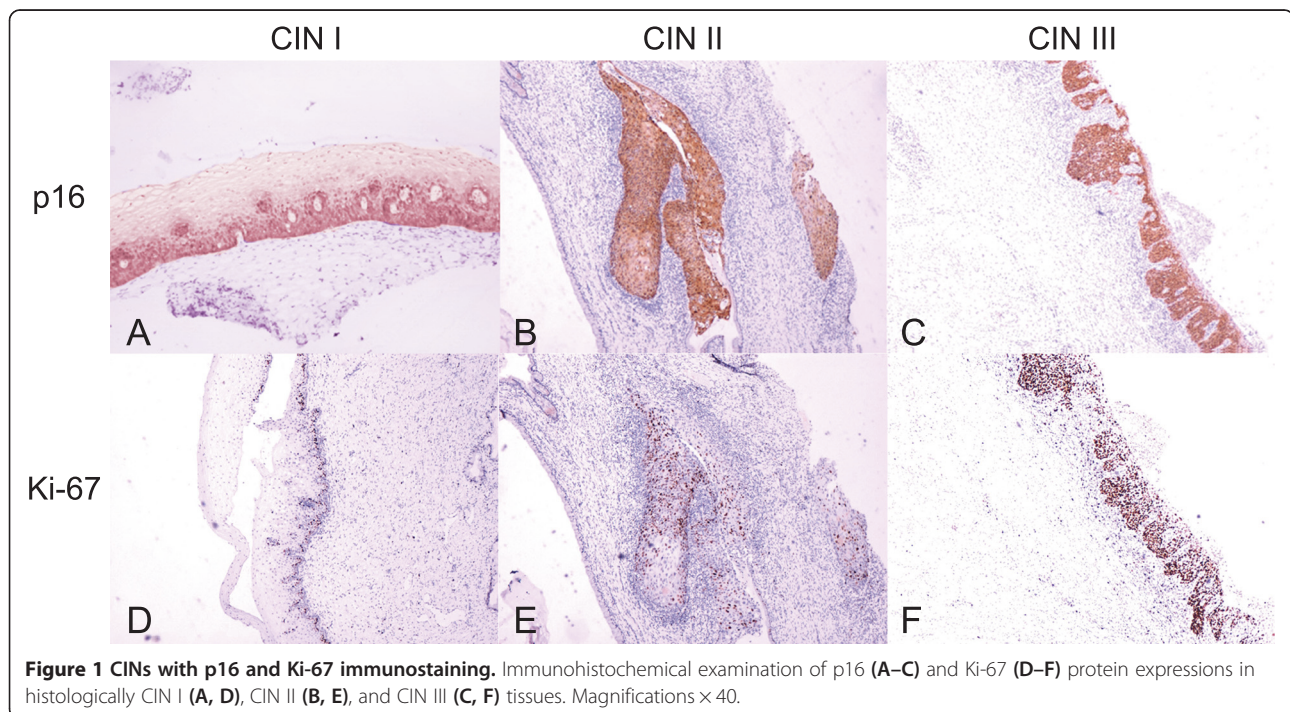 CIN I CIN II CIN III
p16
A B C
Ki-67
D E F
Figure 1 CINs with p16 and Ki-67 immunostaining. Immunohistochemical examination of p16 (A–C) and Ki-67 (D–F) protein expressions in
histologically CIN I (A, D), CIN II (B, E), and CIN III (C, F) tissues. Magnifications × 40.